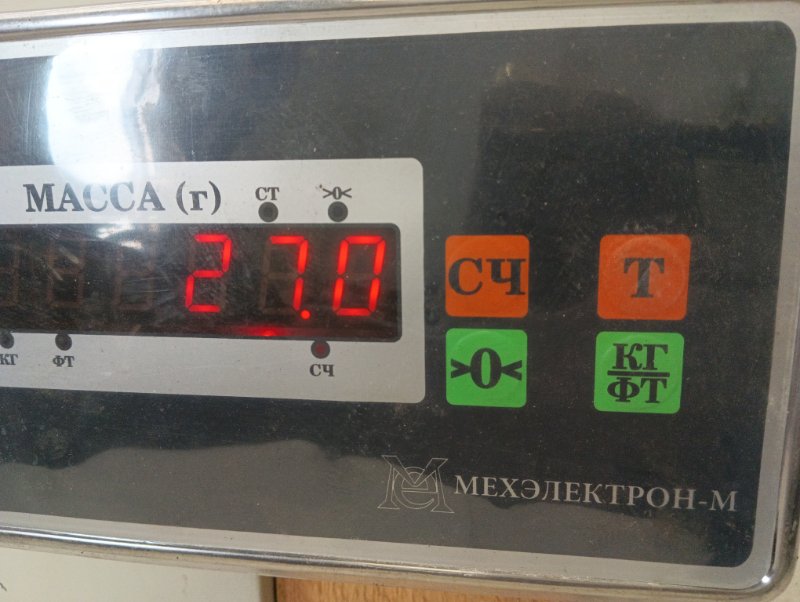 МАССА (г) СТ >0<
27.0
КГ ФТ СЧ
СЧ Т
>0< КГ
ФТ
МЕХЭЛЕКТРОН-М